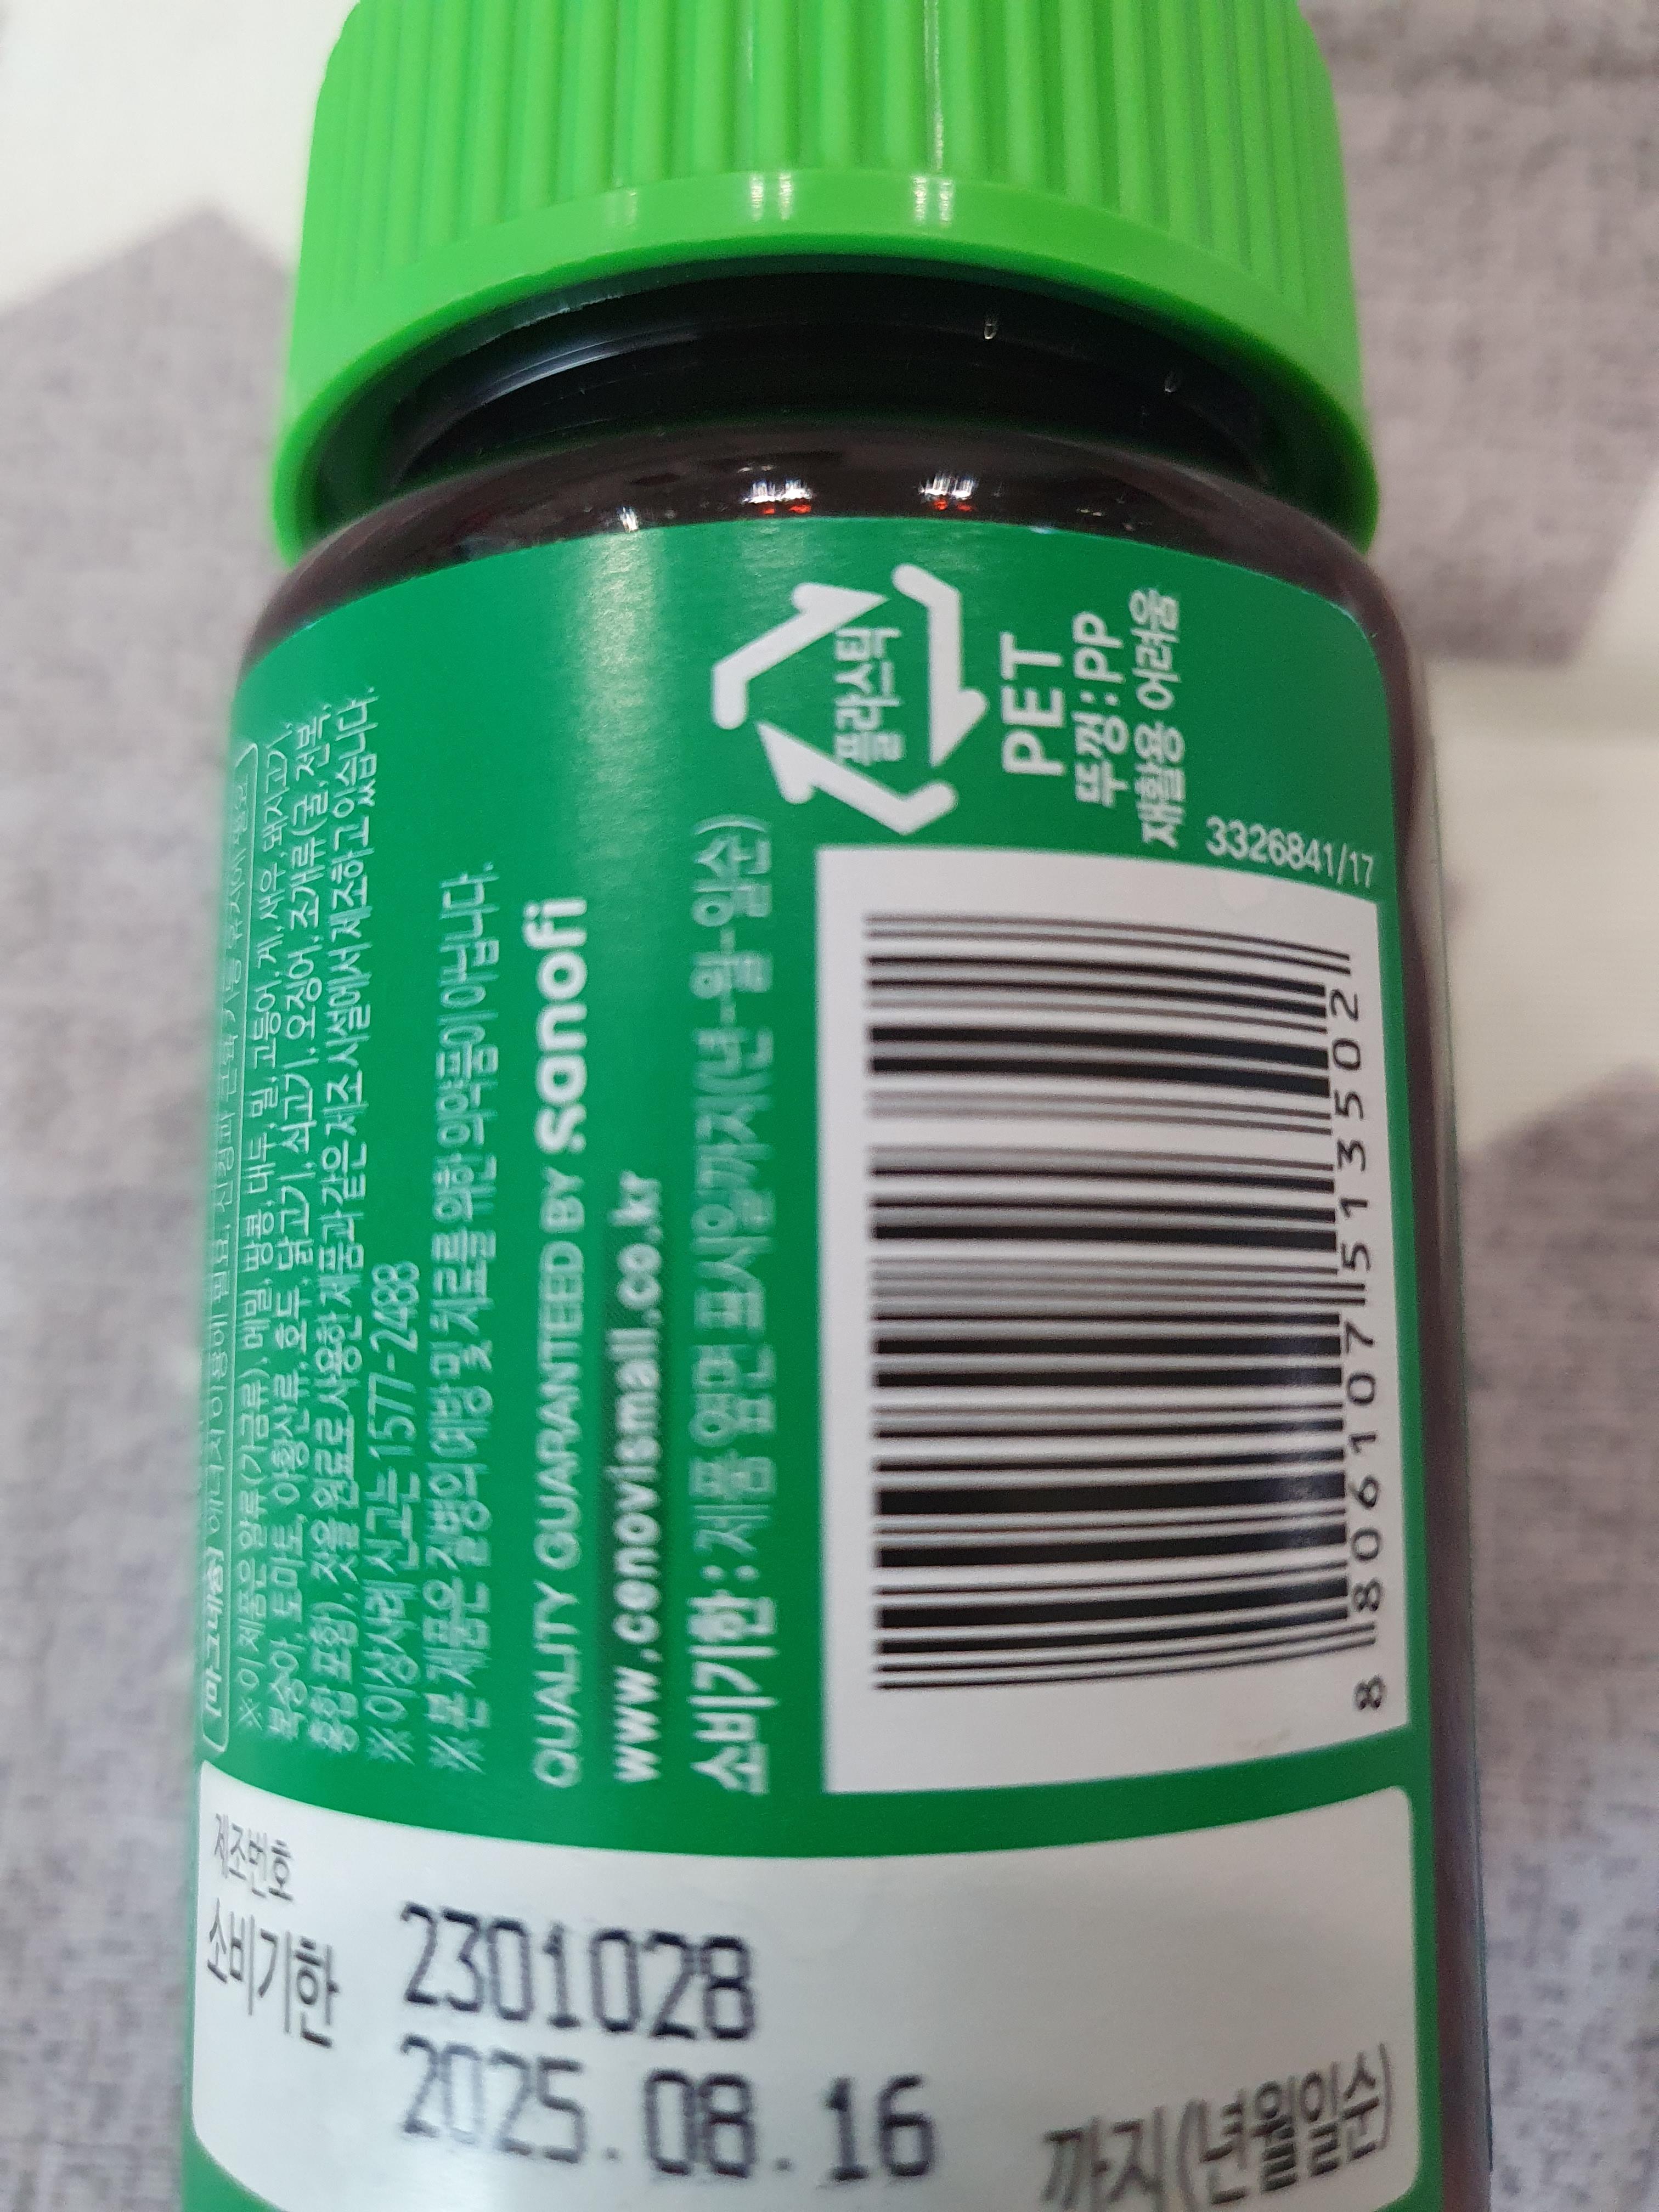 마그네슘 에너지 이용에 필요, 신경과 근육 기능 유지에 필요
※이 제품은 알류(가금류), 메밀, 땅콩, 대두, 밀, 고등어, 게, 새우, 돼지고기,
복숭아, 토마토, 아황산류, 호두, 닭고기, 쇠고기, 오징어, 조개류(굴, 전복,
홍합 포함), 잣을 원료로 사용한 제품과 같은 제조시설에서 제조하고 있습니다.
※이상사례 신고는 1577-2488
※본 제품은 질병의 예방 및 치료를 위한 의약품이 아닙니다.
QUALITY GUARANTEED BY sanofi
www.cenovismall.co.kr
소비기한 : 제품 옆면 표시일까지(년-월-일순)
플라스틱
PET
뚜껑 : PP
재활용 어려움
3326841/17
8 806107 513502
제조번호
소비기한
2301028
2025.08.16
까지(년월일순)